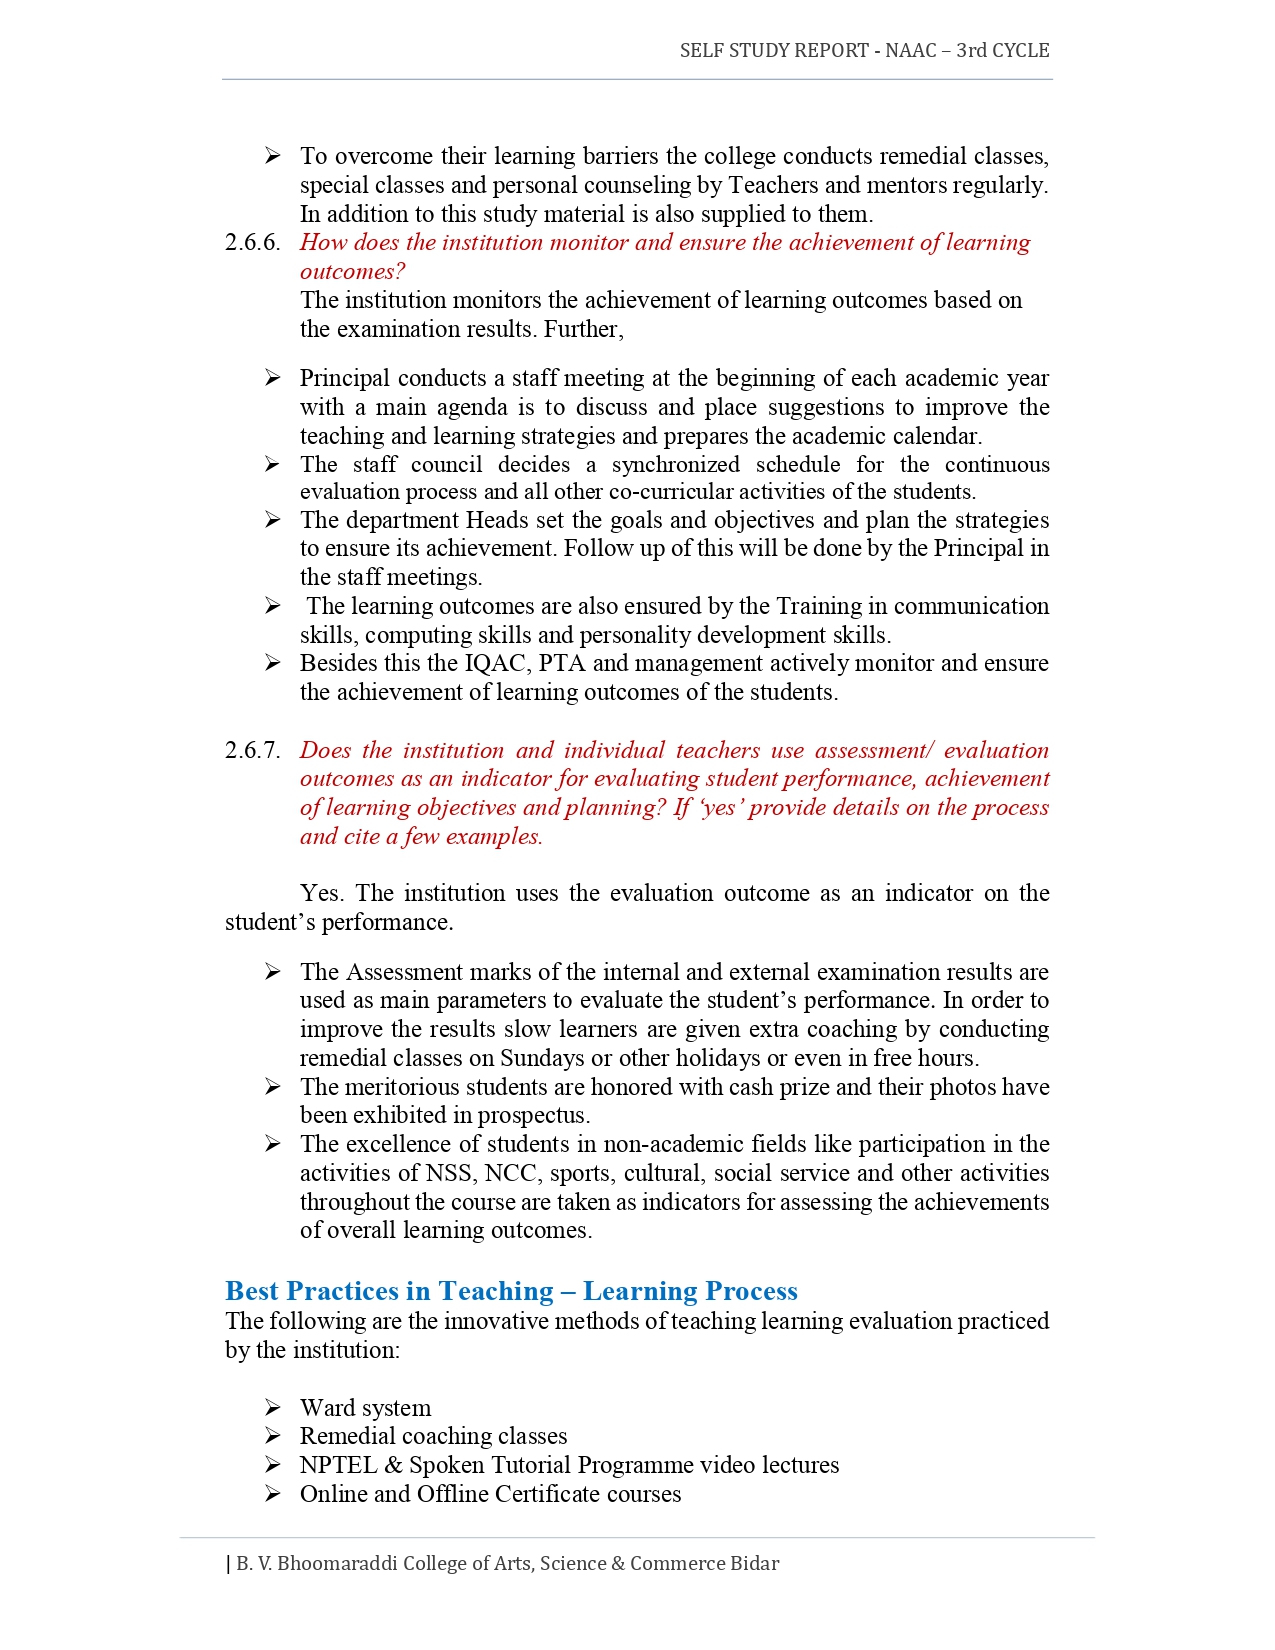 SELF STUDY REPORT - NAAC – 3rd CYCLE
➢ To overcome their learning barriers the college conducts remedial classes,
special classes and personal counseling by Teachers and mentors regularly.
In addition to this study material is also supplied to them.
2.6.6. How does the institution monitor and ensure the achievement of learning
outcomes?
The institution monitors the achievement of learning outcomes based on
the examination results. Further,
➢ Principal conducts a staff meeting at the beginning of each academic year
with a main agenda is to discuss and place suggestions to improve the
teaching and learning strategies and prepares the academic calendar.
➢ The staff council decides a synchronized schedule for the continuous
evaluation process and all other co-curricular activities of the students.
➢ The department Heads set the goals and objectives and plan the strategies
to ensure its achievement. Follow up of this will be done by the Principal in
the staff meetings.
➢ The learning outcomes are also ensured by the Training in communication
skills, computing skills and personality development skills.
➢ Besides this the IQAC, PTA and management actively monitor and ensure
the achievement of learning outcomes of the students.
2.6.7. Does the institution and individual teachers use assessment/ evaluation
outcomes as an indicator for evaluating student performance, achievement
of learning objectives and planning? If ‘yes’ provide details on the process
and cite a few examples.
Yes. The institution uses the evaluation outcome as an indicator on the
student’s performance.
➢ The Assessment marks of the internal and external examination results are
used as main parameters to evaluate the student’s performance. In order to
improve the results slow learners are given extra coaching by conducting
remedial classes on Sundays or other holidays or even in free hours.
➢ The meritorious students are honored with cash prize and their photos have
been exhibited in prospectus.
➢ The excellence of students in non-academic fields like participation in the
activities of NSS, NCC, sports, cultural, social service and other activities
throughout the course are taken as indicators for assessing the achievements
of overall learning outcomes.
Best Practices in Teaching – Learning Process
The following are the innovative methods of teaching learning evaluation practiced
by the institution:
➢ Ward system
➢ Remedial coaching classes
➢ NPTEL & Spoken Tutorial Programme video lectures
➢ Online and Offline Certificate courses
| B. V. Bhoomaraddi College of Arts, Science & Commerce Bidar